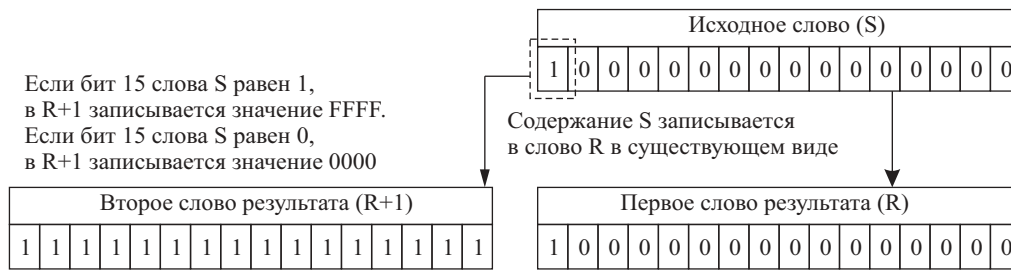 Исходное слово (S)
1 0 0 0 0 0 0 0 0 0 0 0 0 0 0 0
Если бит 15 слова S равен 1,
в R+1 записывается значение FFFF.
Если бит 15 слова S равен 0,
в R+1 записывается значение 0000
Содержание S записывается
в слово R в существующем виде
Второе слово результата (R+1)
1 1 1 1 1 1 1 1 1 1 1 1 1 1 1 1
Первое слово результата (R)
1 0 0 0 0 0 0 0 0 0 0 0 0 0 0 0